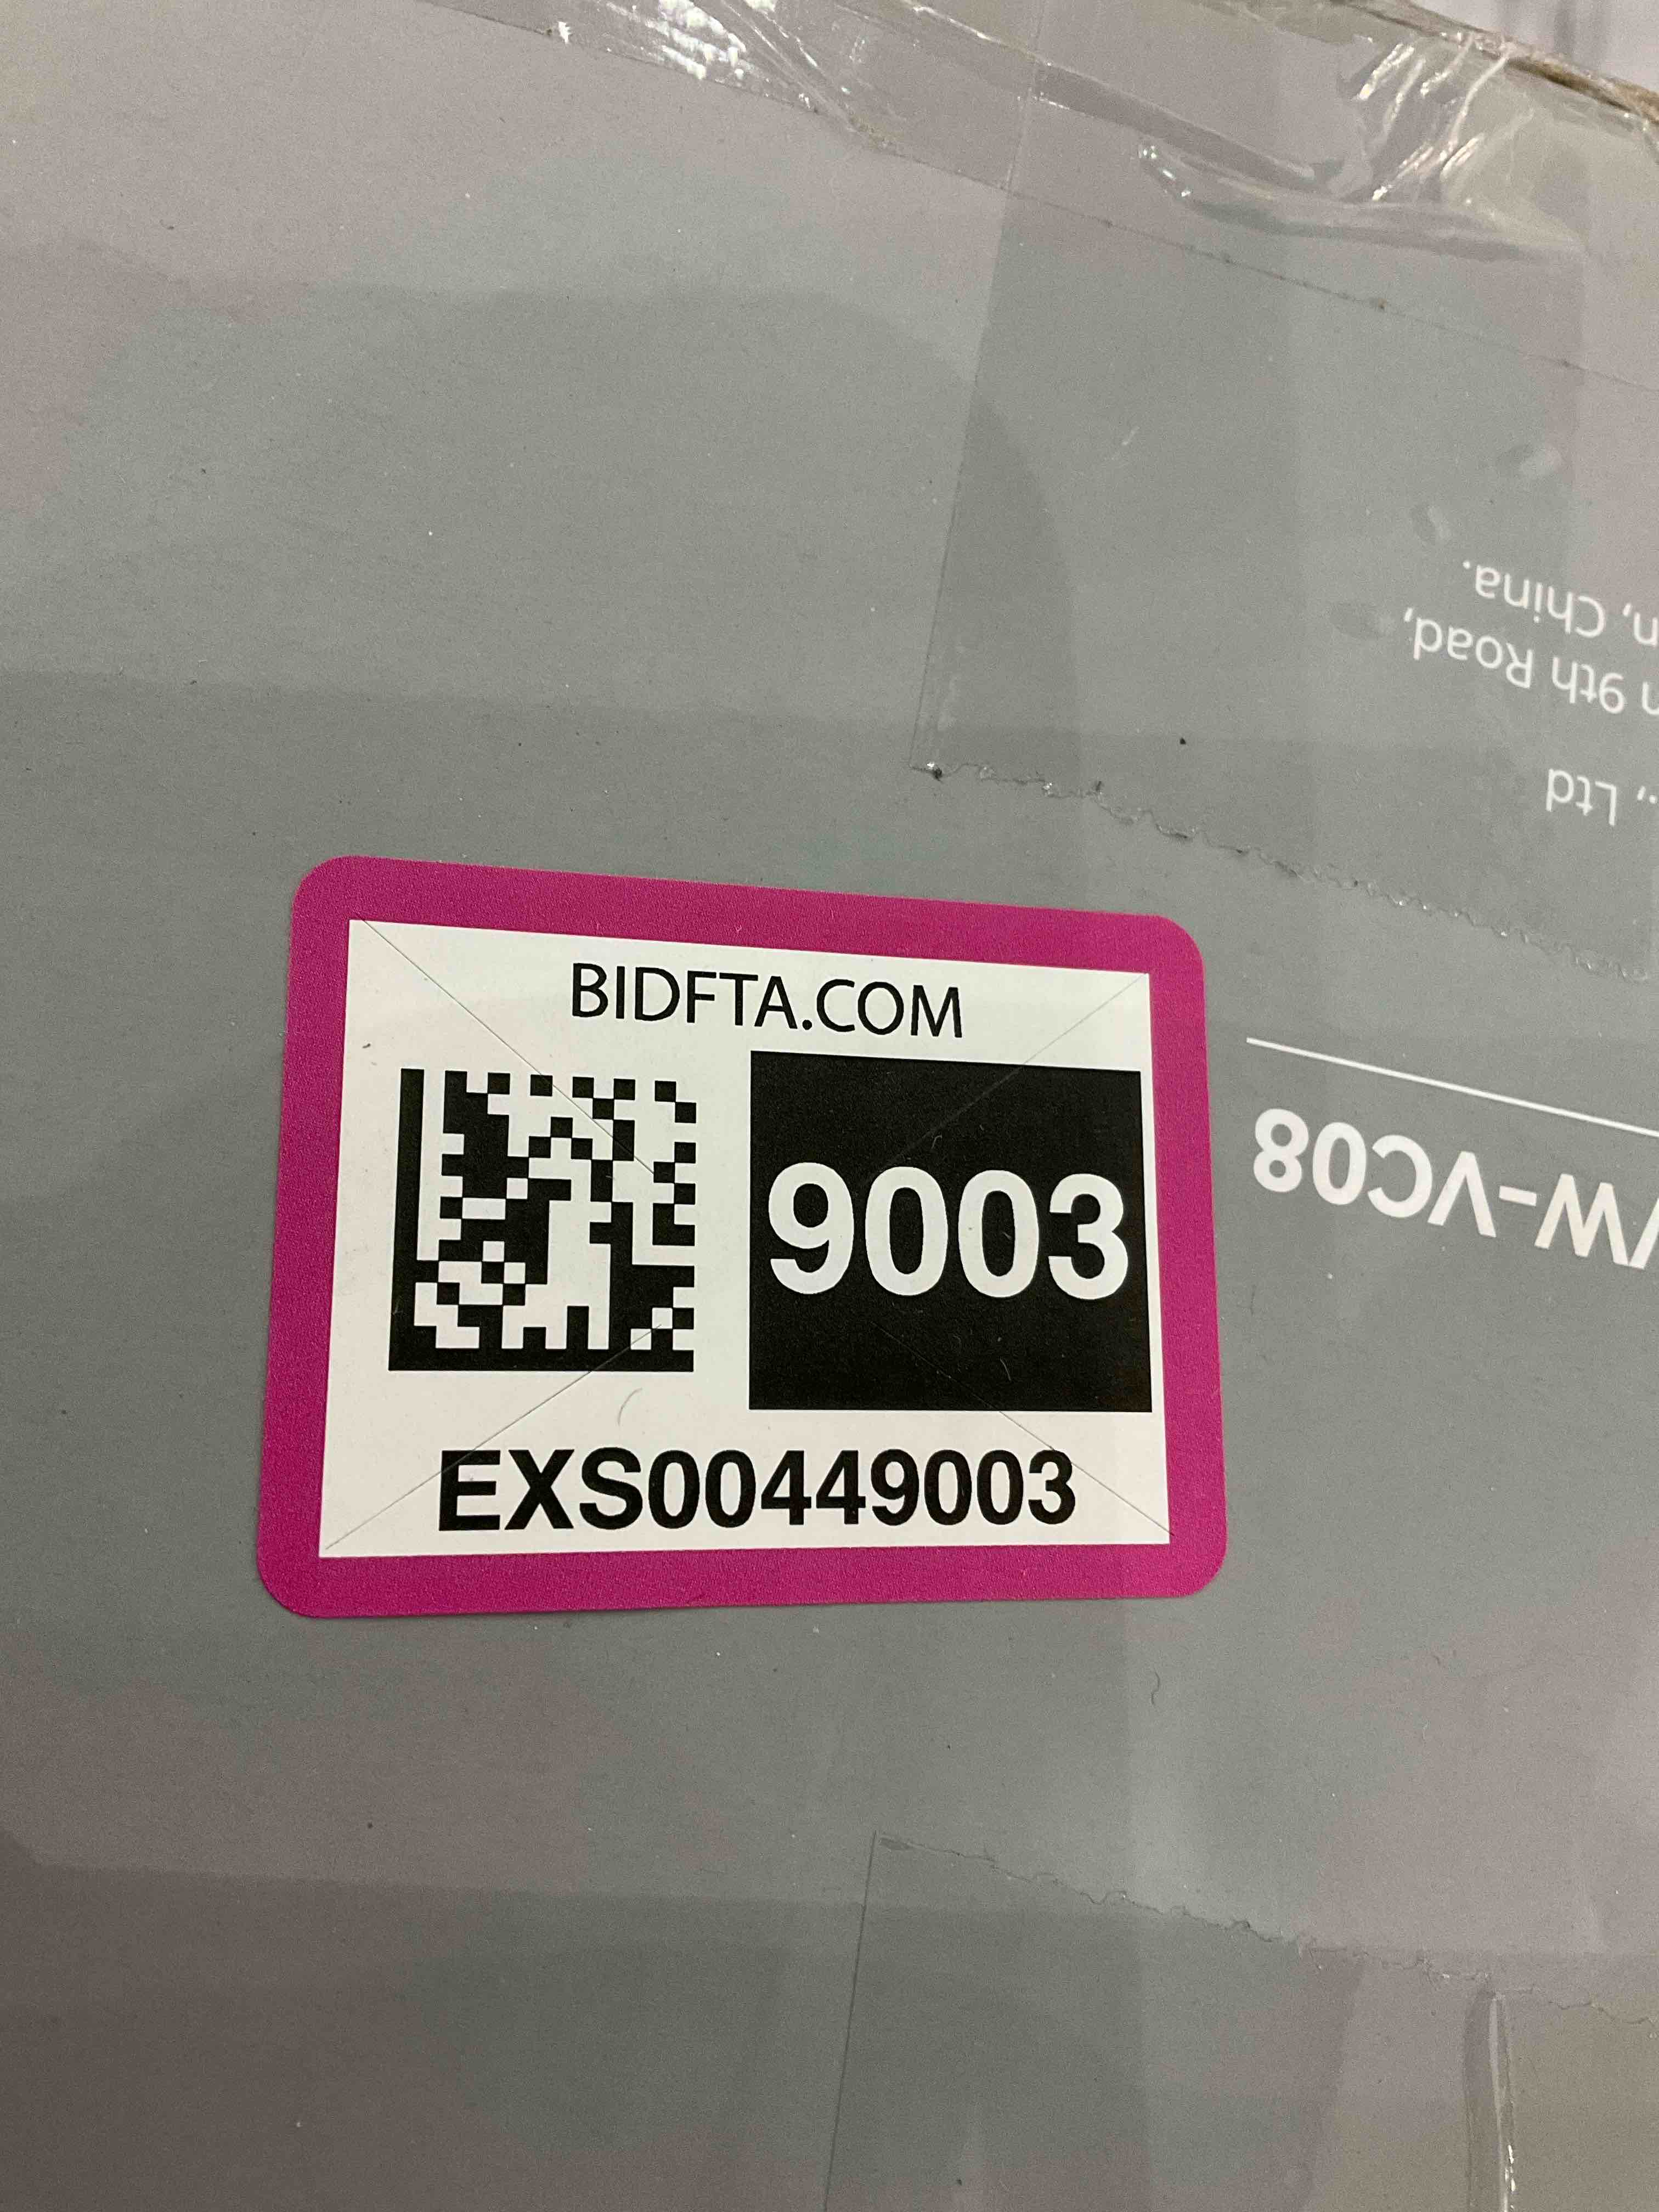 BIDFTA.COM
9003
EXS00449003
W-VC08
., Ltd
n 9th Road,
n, China.